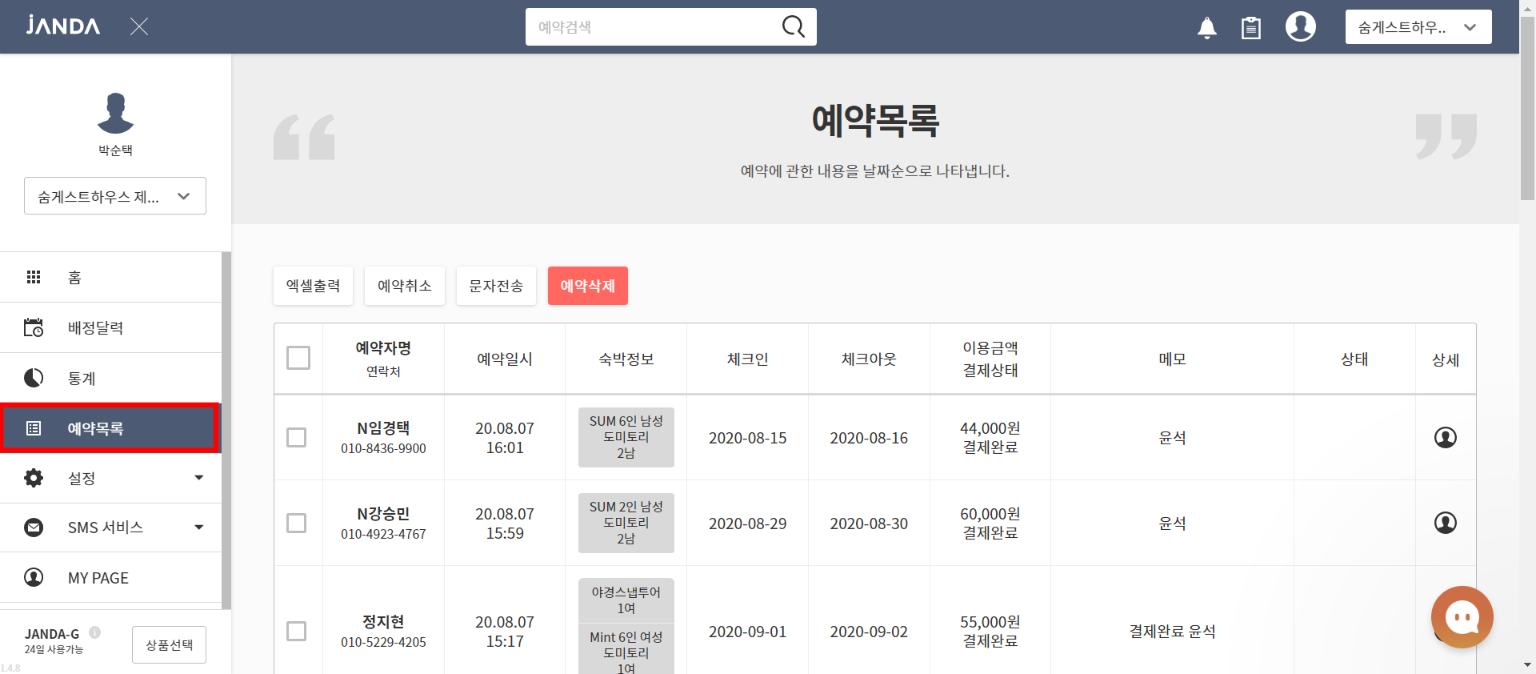 JANDA
예약검색
숨게스트하우..
박순택
숨게스트하우스 제...
홈
배정달력
통계
예약목록
설정
SMS 서비스
MY PAGE
JANDA-G
24일 사용가능
상품선택
1.4.8
예약목록
예약에 관한 내용을 날짜순으로 나타냅니다.
엑셀출력 예약취소 문자전송 예약삭제
예약자명
연락처
예약일시
숙박정보
체크인
체크아웃
이용금액
결제상태
메모
상태
상세
N임경택
010-8436-9900
20.08.07
16:01
SUM 6인 남성
도미토리
2남
2020-08-15
2020-08-16
44,000원
결제완료
윤석
N강승민
010-4923-4767
20.08.07
15:59
SUM 2인 남성
도미토리
2남
2020-08-29
2020-08-30
60,000원
결제완료
윤석
정지현
010-5229-4205
20.08.07
15:17
야경스냅투어
1여
Mint 6인 여성
도미토리
1여
2020-09-01
2020-09-02
55,000원
결제완료
결제완료 윤석